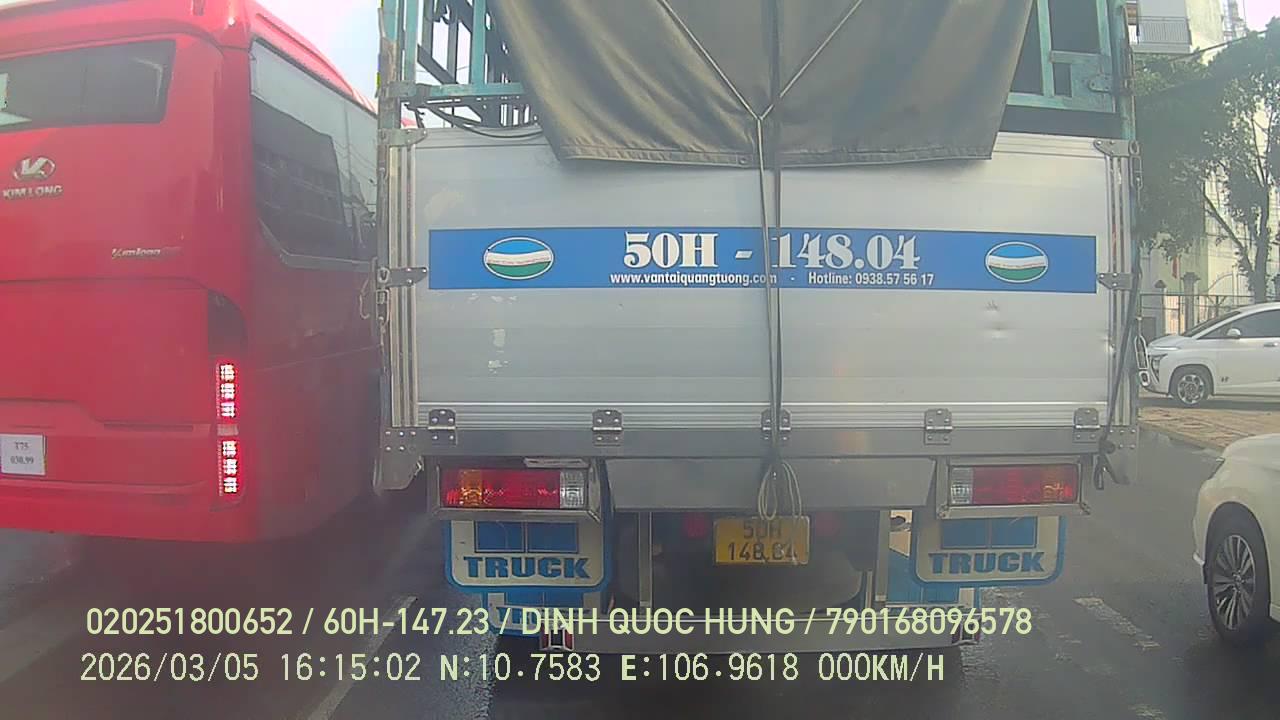 KIM LONG
Kimlong
50H - 148.04
www.vantaiquangtuong.com - Hotline: 0938.57 56 17
T75
030.99
50H
148.04
TRUCK
TRUCK
020251800652 / 60H-147.23 / DINH QUOC HUNG / 790168096578
2026/03/05 16:15:02 N:10.7583 E:106.9618 000KM/H